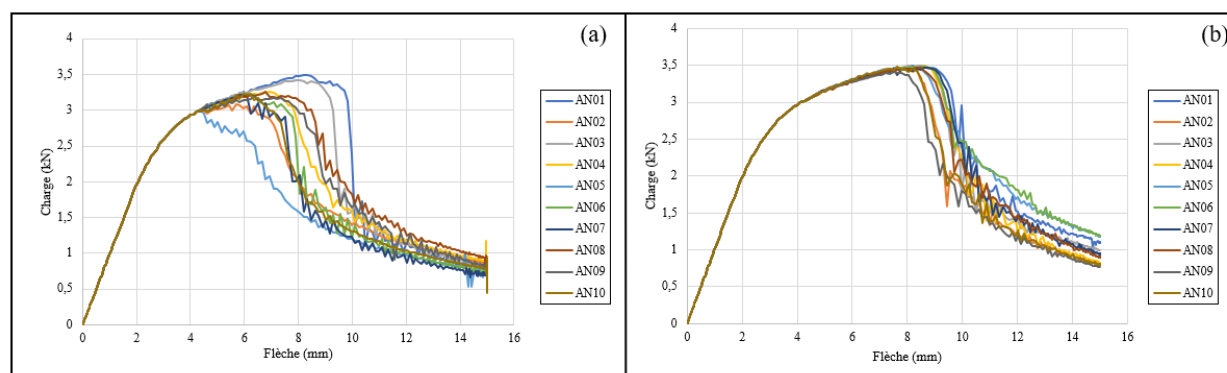 (a)
Charge (kN)
4
3,5
3
2,5
2
1,5
1
0,5
0
0 2 4 6 8 10 12 14 16
Flèche (mm)
AN01
AN02
AN03
AN04
AN05
AN06
AN07
AN08
AN09
AN10
(b)
Charge (kN)
4
3,5
3
2,5
2
1,5
1
0,5
0
0 2 4 6 8 10 12 14 16
Flèche (mm)
AN01
AN02
AN03
AN04
AN05
AN06
AN07
AN08
AN09
AN10